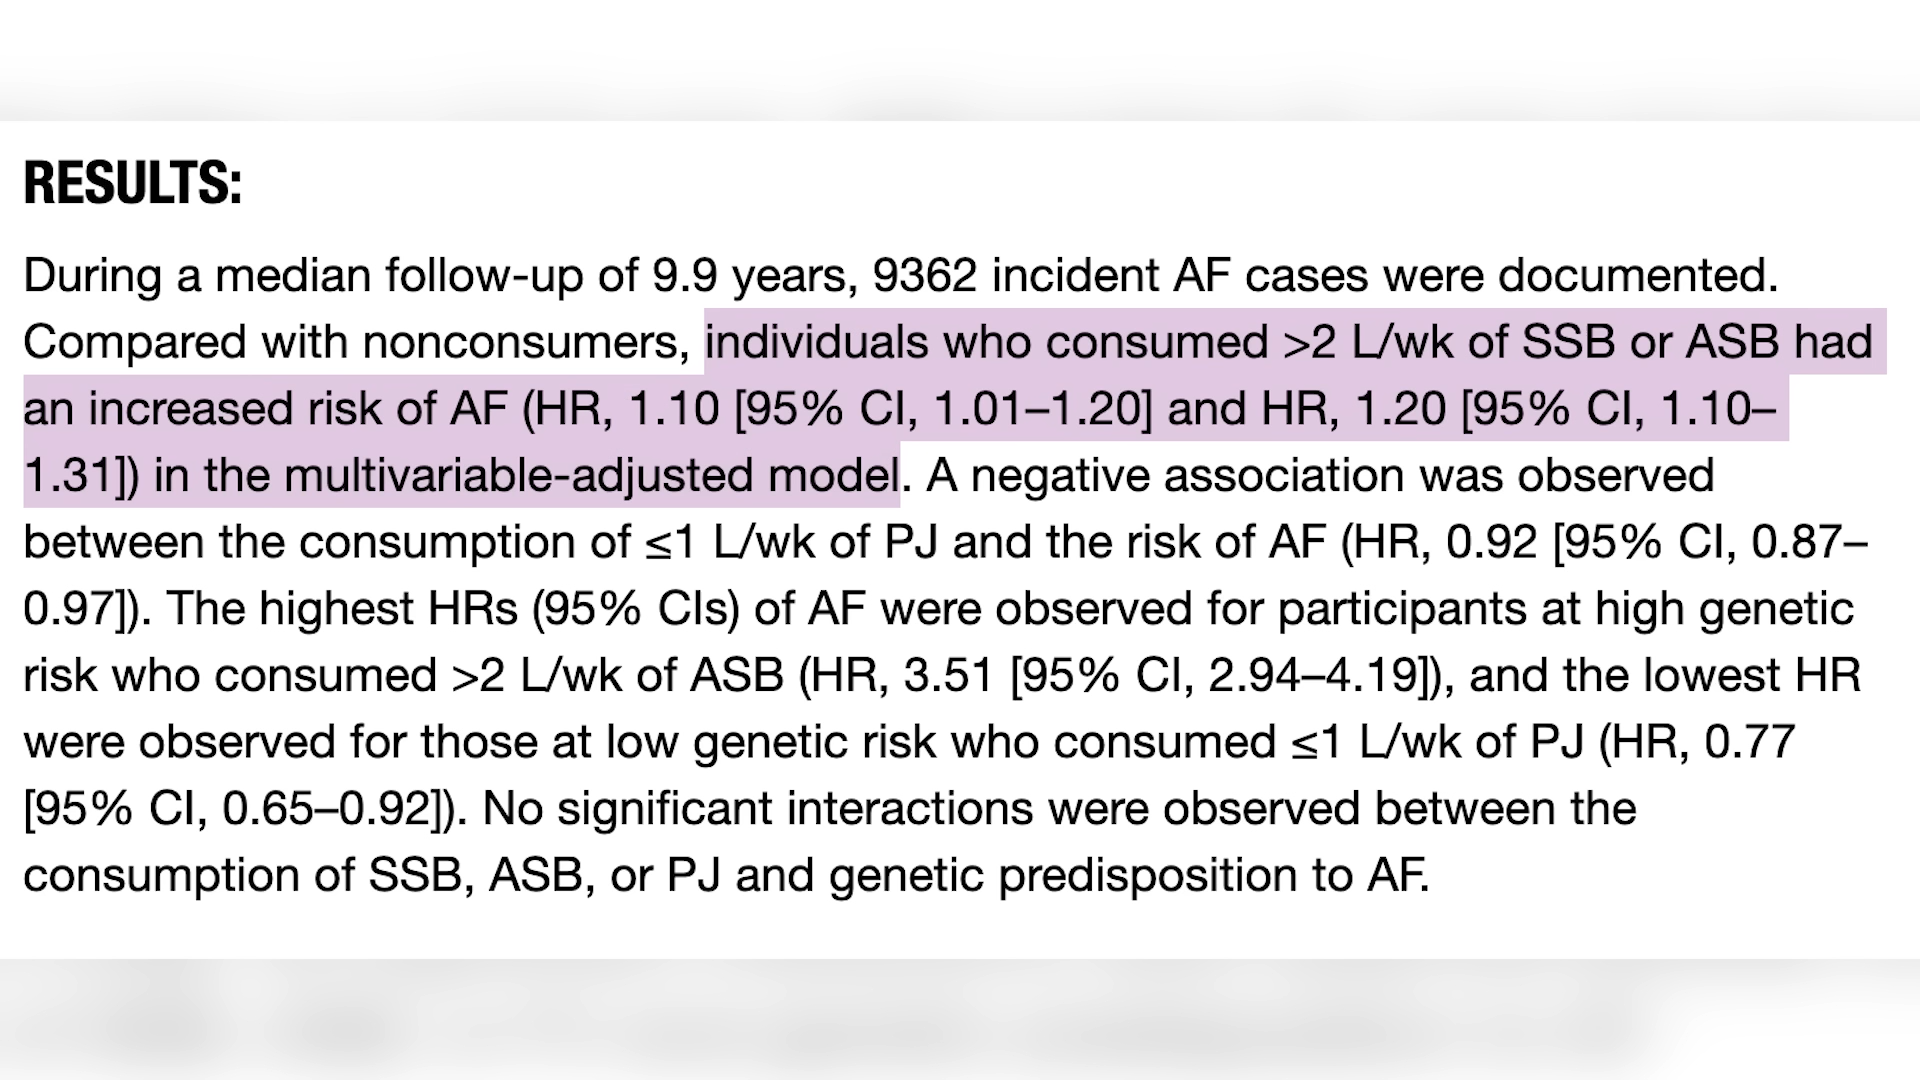 RESULTS:
During a median follow-up of 9.9 years, 9362 incident AF cases were documented.
Compared with nonconsumers, individuals who consumed >2 L/wk of SSB or ASB had
an increased risk of AF (HR, 1.10 [95% CI, 1.01–1.20] and HR, 1.20 [95% CI, 1.10–
1.31]) in the multivariable-adjusted model. A negative association was observed
between the consumption of ≤1 L/wk of PJ and the risk of AF (HR, 0.92 [95% CI, 0.87–
0.97]). The highest HRs (95% CIs) of AF were observed for participants at high genetic
risk who consumed >2 L/wk of ASB (HR, 3.51 [95% CI, 2.94–4.19]), and the lowest HR
were observed for those at low genetic risk who consumed ≤1 L/wk of PJ (HR, 0.77
[95% CI, 0.65–0.92]). No significant interactions were observed between the
consumption of SSB, ASB, or PJ and genetic predisposition to AF.